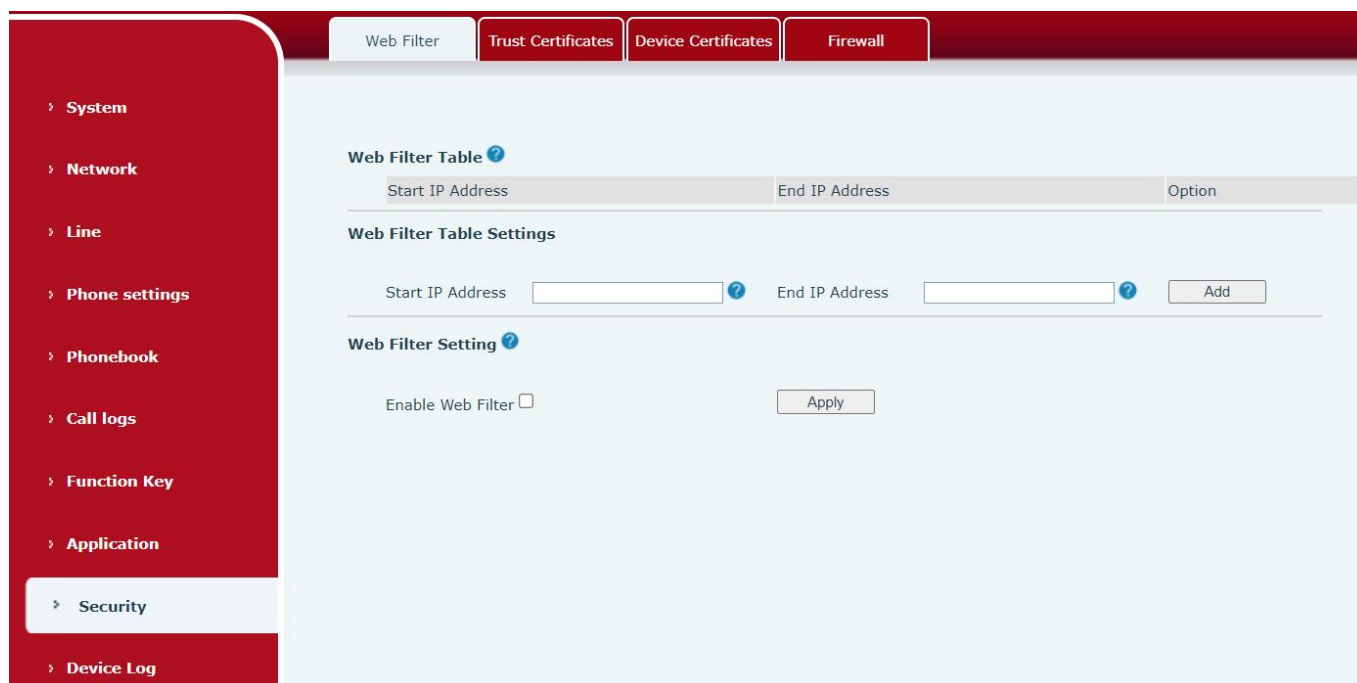 Web Filter
Trust Certificates
Device Certificates
Firewall
System
Network
Line
Phone settings
Phonebook
Call logs
Function Key
Application
Security
Device Log
Web Filter Table ?
Start IP Address End IP Address Option
Web Filter Table Settings
Start IP Address ? End IP Address ? Add
Web Filter Setting ?
Enable Web Filter Apply